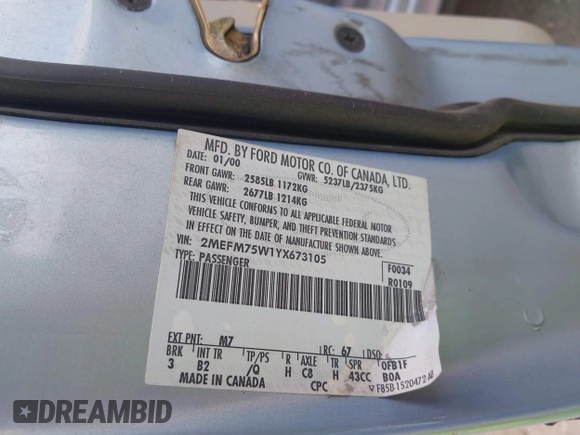 MFD. BY FORD MOTOR CO. OF CANADA, LTD.
DATE: 01/00 GVWR: 5237LB/2375KG
FRONT GAWR: 2585LB 1172KG
REAR GAWR: 2677LB 1214KG
THIS VEHICLE CONFORMS TO ALL APPLICABLE FEDERAL MOTOR
VEHICLE SAFETY, BUMPER, AND THEFT PREVENTION STANDARDS
IN EFFECT ON THE DATE OF MANUFACTURE SHOWN ABOVE.
VIN: 2MEFM75W1YX673105
TYPE: PASSENGER
F0034
R0109
EXT PNT: M7 RC: 67 DSO:
BRK INT TR TP/PS R AXLE TR SPR 0FB1F
3 B2 /Q H C8 H 43CC BOA
MADE IN CANADA CPC ▽F85B-1520472-AB
DREAMBID